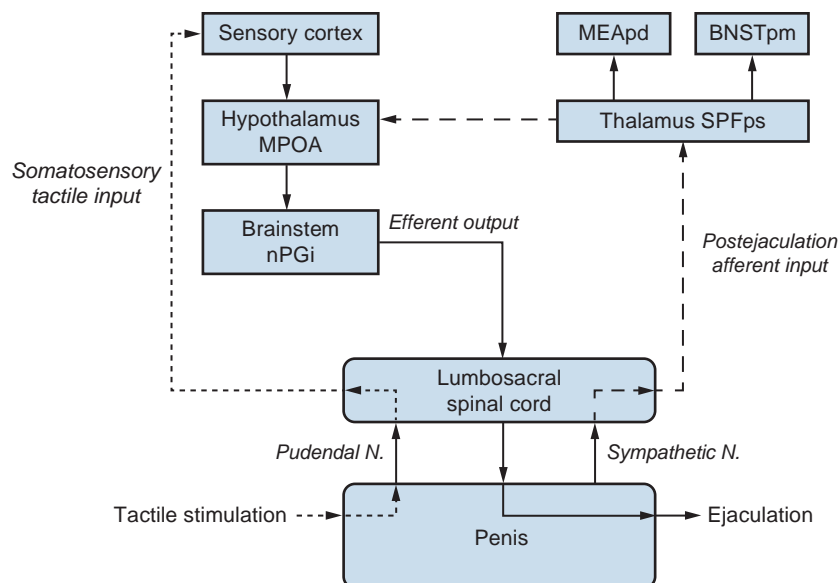 Sensory cortex
MEApd
BNSTpm
Hypothalamus
MPOA
Thalamus SPFps
Somatosensory
tactile input
Brainstem
nPGi
Efferent output
Postejaculation
afferent input
Lumbosacral
spinal cord
Pudendal N.
Sympathetic N.
Tactile stimulation
Ejaculation
Penis